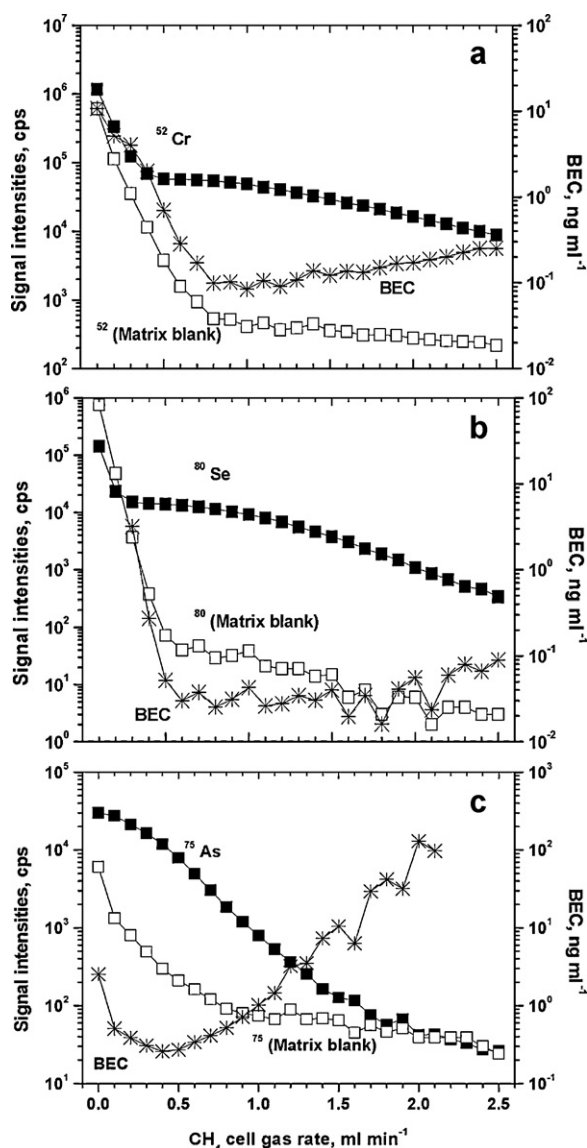 a
Signal intensities, cps
BEC, ng ml⁻¹
10⁷
10⁶
10⁵
10⁴
10³
10²
10²
10¹
10⁰
10⁻¹
10⁻²
⁵²Cr
BEC
⁵² (Matrix blank)
b
Signal intensities, cps
BEC, ng ml⁻¹
10⁶
10⁵
10⁴
10³
10²
10¹
10⁰
10²
10¹
10⁰
10⁻¹
10⁻²
⁸⁰Se
⁸⁰ (Matrix blank)
BEC
c
Signal intensities, cps
BEC, ng ml⁻¹
10⁵
10⁴
10³
10²
10¹
10³
10²
10¹
10⁰
10⁻¹
⁷⁵As
BEC
⁷⁵ (Matrix blank)
0.0 0.5 1.0 1.5 2.0 2.5
CH₄ cell gas rate, ml min⁻¹